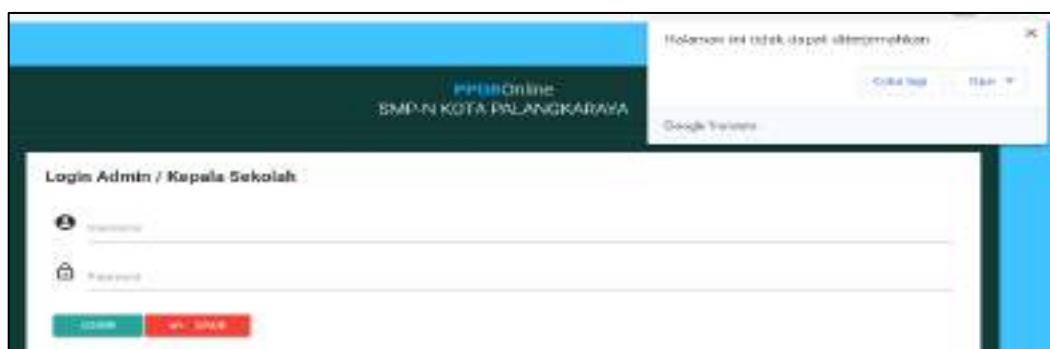 Halaman ini tidak dapat diterjemahkan
Coba lagi
Google Translate
PPDBOnline
SMP-N KOTA PALANGKARAYA
Login Admin / Kepala Sekolah
Username
Password
LOGIN